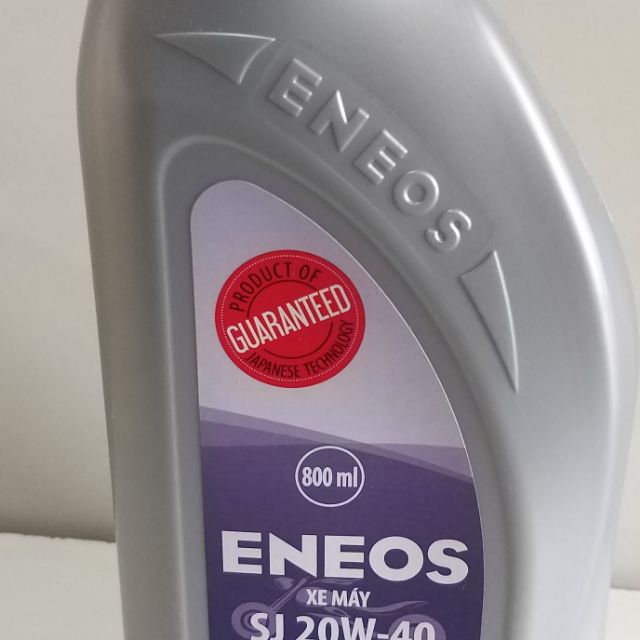 ENEOS
PRODUCT OF
GUARANTEED
JAPANESE TECHNOLOGY
800 ml
ENEOS
XE MÁY
SJ 20W-40